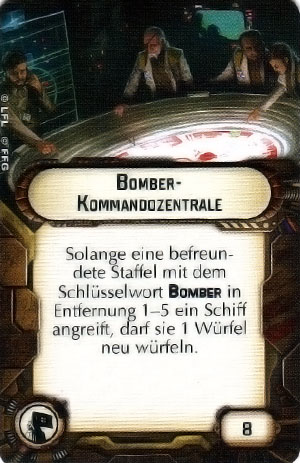 © LFL © FFG
BOMBER-
KOMMANDOZENTRALE
Solange eine befreun-
dete Staffel mit dem
Schlüsselwort BOMBER in
Entfernung 1–5 ein Schiff
angreift, darf sie 1 Würfel
neu würfeln.
8